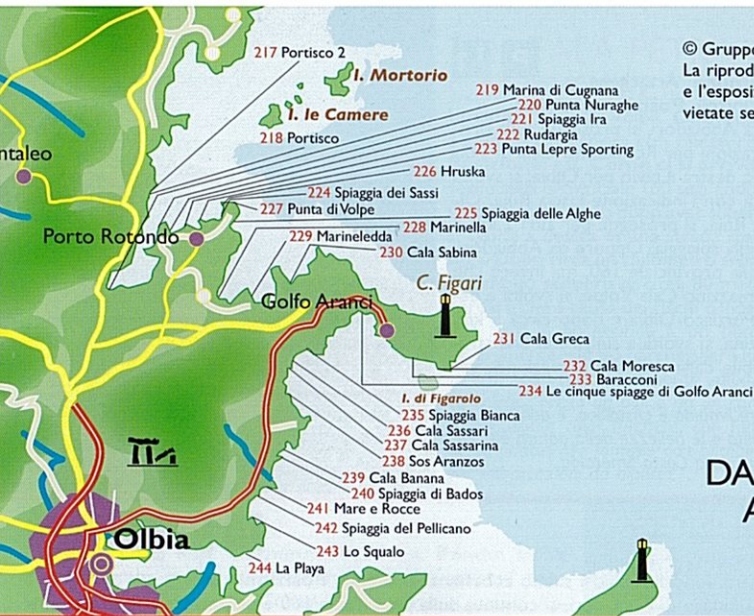 © Gruppo
La riprod
e l'esposi
vietate se
217 Portisco 2
I. Mortorio
I. le Camere
218 Portisco
219 Marina di Cugnana
220 Punta Nuraghe
221 Spiaggia Ira
222 Rudargia
223 Punta Lepre Sporting
226 Hruska
ntaleo
224 Spiaggia dei Sassi
227 Punta di Volpe
225 Spiaggia delle Alghe
228 Marinella
Porto Rotondo
229 Marineledda
230 Cala Sabina
C. Figari
Golfo Aranci
231 Cala Greca
232 Cala Moresca
233 Baracconi
234 Le cinque spiagge di Golfo Aranci
I. di Figarolo
235 Spiaggia Bianca
236 Cala Sassari
237 Cala Sassarina
238 Sos Aranzos
239 Cala Banana
240 Spiaggia di Bados
241 Mare e Rocce
242 Spiaggia del Pellicano
243 Lo Squalo
244 La Playa
Olbia
DA
A